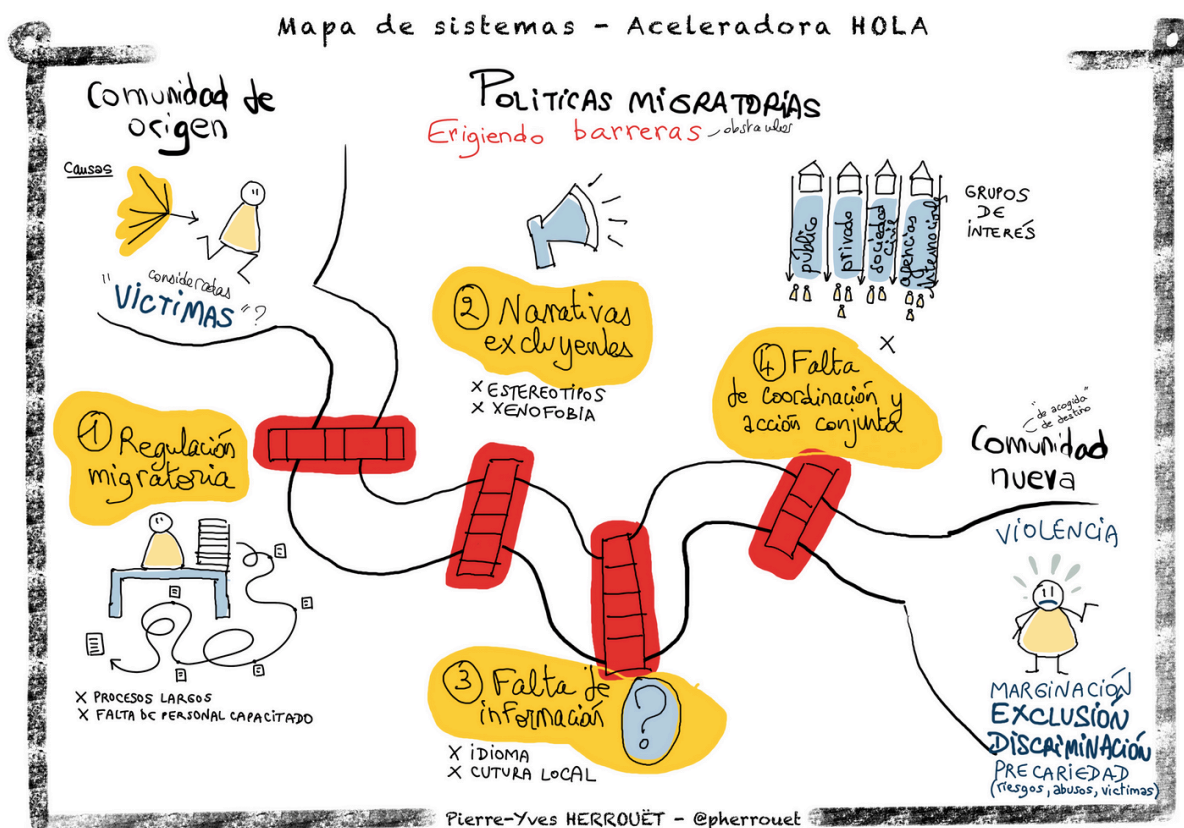 Mapa de sistemas - Aceleradora HOLA
Comunidad de
origen
Causas
consideradas
"VÍCTIMAS"?
POLÍTICAS MIGRATORIAS
Erigiendo barreras
obstaculos
público
privado
sociedad
civil
agencias
internacionales
GRUPOS
DE
INTERÉS
1 Regulación
migratoria
X PROCESOS LARGOS
X FALTA DE PERSONAL CAPACITADO
2 Narrativas
excluyentes
X ESTEREOTIPOS
X XENOFOBIA
3 Falta de
información
?
X IDIOMA
X CUTURA LOCAL
X
4 Falta
de coordinación y
acción conjunta
"de acogida"
de destino
Comunidad
nueva
VIOLENCIA
MARGINACIÓN
EXCLUSIÓN
DISCRIMINACIÓN
PRECARIEDAD
(riesgos, abusos, victimas)
Pierre-Yves HERROUËT - @pherrouet